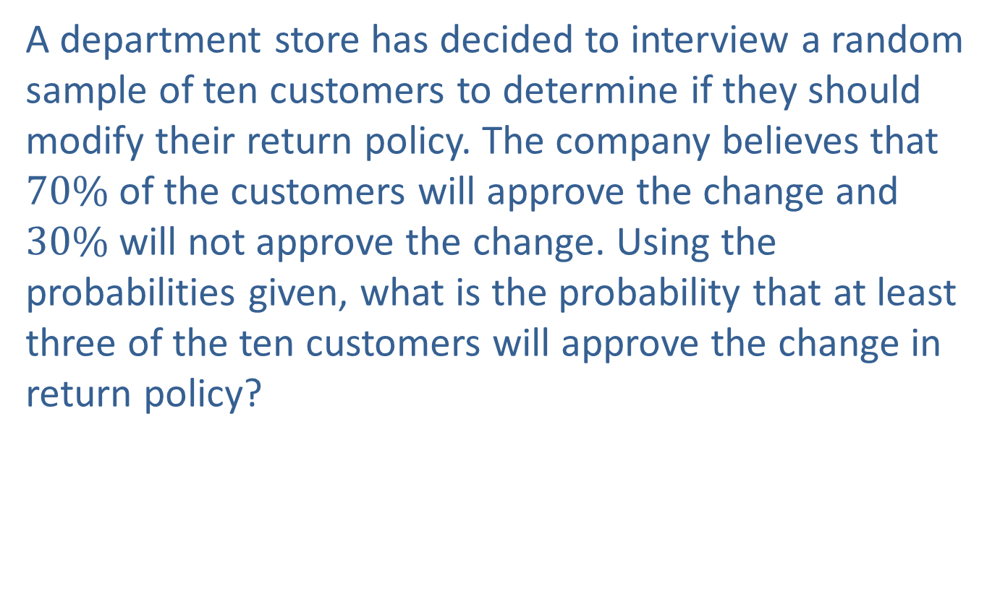 A department store has decided to interview a random
sample of ten customers to determine if they should
modify their return policy. The company believes that
70% of the customers will approve the change and
30% will not approve the change. Using the
probabilities given, what is the probability that at least
three of the ten customers will approve the change in
return policy?